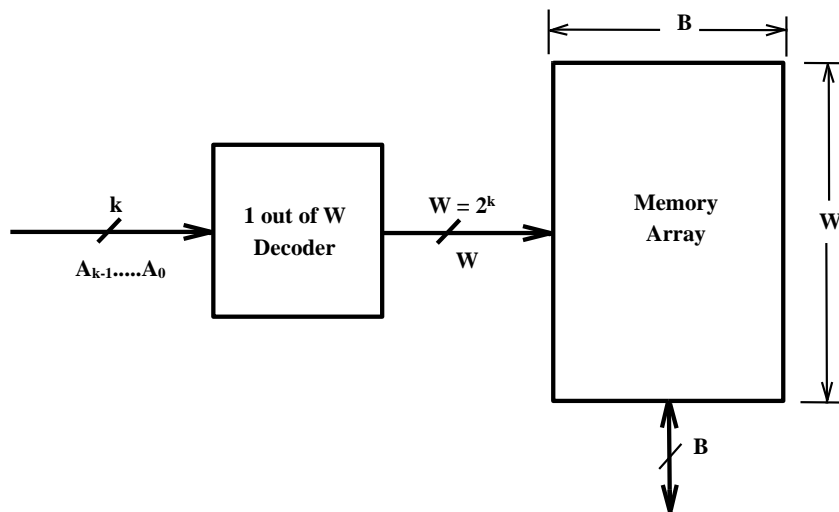 B
k
1 out of W
Decoder
A_{k-1}.....A_0
W = 2^k
W
Memory
Array
W
B